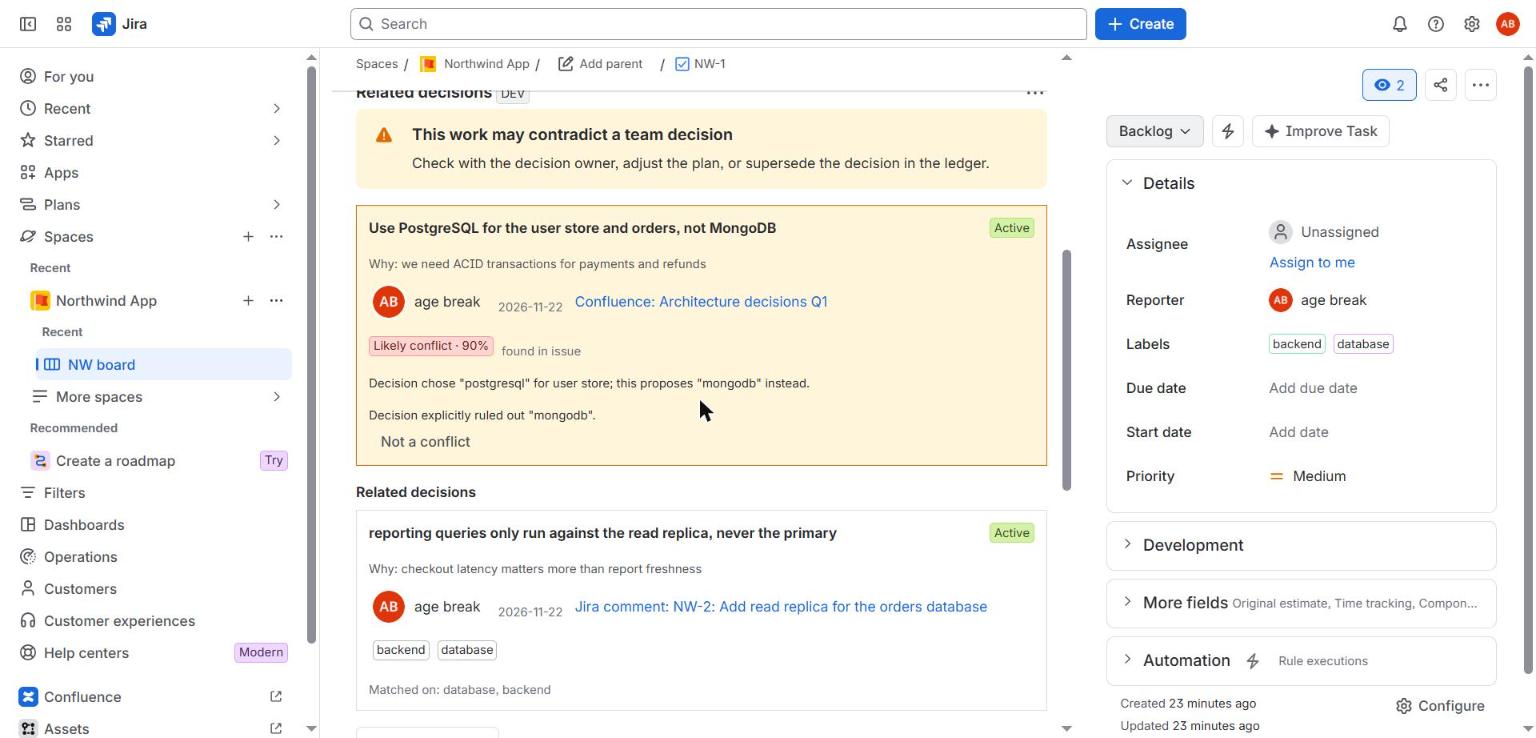 Jira
Search
Create
AB
For you
Recent
Starred
Apps
Plans
Spaces
Recent
Northwind App
Recent
NW board
More spaces
Recommended
Create a roadmap Try
Filters
Dashboards
Operations
Customers
Customer experiences
Help centers Modern
Confluence
Assets
Spaces / Northwind App / Add parent / NW-1
Related decisions DEV
This work may contradict a team decision
Check with the decision owner, adjust the plan, or supersede the decision in the ledger.
Use PostgreSQL for the user store and orders, not MongoDB Active
Why: we need ACID transactions for payments and refunds
AB age break 2026-11-22 Confluence: Architecture decisions Q1
Likely conflict · 90% found in issue
Decision chose "postgresql" for user store; this proposes "mongodb" instead.
Decision explicitly ruled out "mongodb".
Not a conflict
Related decisions
reporting queries only run against the read replica, never the primary Active
Why: checkout latency matters more than report freshness
AB age break 2026-11-22 Jira comment: NW-2: Add read replica for the orders database
backend database
Matched on: database, backend
2
Backlog Improve Task
Details
Assignee Unassigned
Assign to me
Reporter AB age break
Labels backend database
Due date Add due date
Start date Add date
Priority Medium
Development
More fields Original estimate, Time tracking, Compon...
Automation Rule executions
Created 23 minutes ago Configure
Updated 23 minutes ago